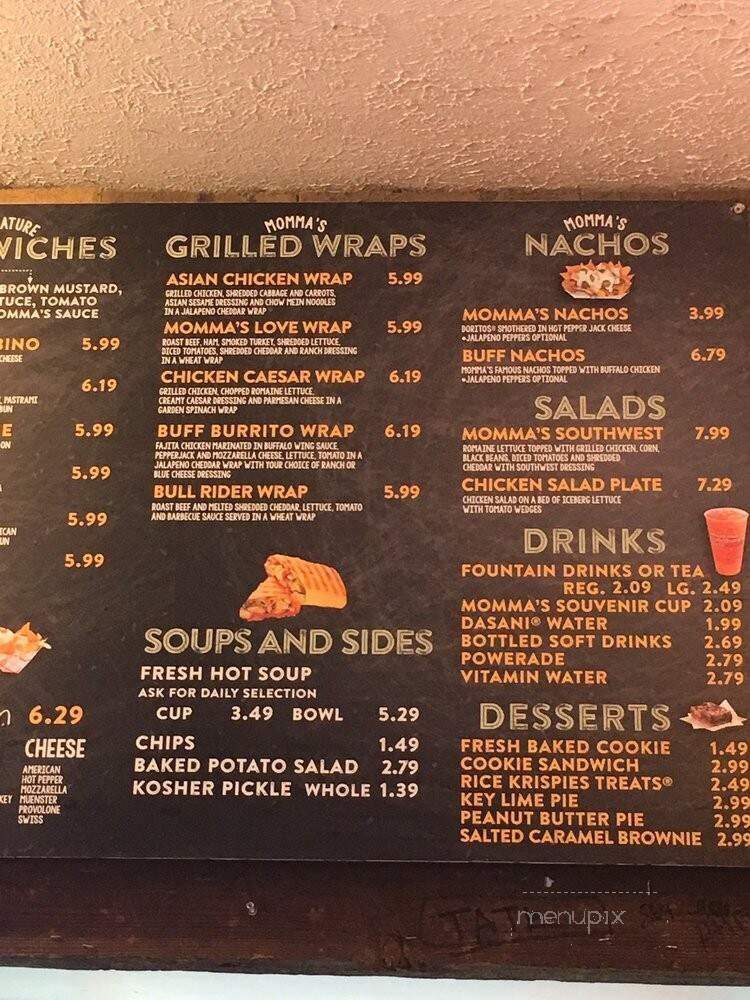 ATURE
WICHES
BROWN MUSTARD,
TUCE, TOMATO
OMMA'S SAUCE
BINO 5.99
CHEESE
6.19
PASTRAMI
BUN
E 5.99
ON
5.99
5.99
ICAN
UN
5.99
6.29
CHEESE
AMERICAN
HOT PEPPER
MOZZARELLA
KEY MUENSTER
PROVOLONE
SWISS
MOMMA'S
GRILLED WRAPS
ASIAN CHICKEN WRAP 5.99
GRILLED CHICKEN, SHREDDED CABBAGE AND CARROTS,
ASIAN SESAME DRESSING AND CHOW MEIN NOODLES
IN A JALAPENO CHEDDAR WRAP
MOMMA'S LOVE WRAP 5.99
ROAST BEEF, HAM, SMOKED TURKEY, SHREDDED LETTUCE,
DICED TOMATOES, SHREDDED CHEDDAR AND RANCH DRESSING
IN A WHEAT WRAP
CHICKEN CAESAR WRAP 6.19
GRILLED CHICKEN, CHOPPED ROMAINE LETTUCE,
CREAMY CAESAR DRESSING AND PARMESAN CHEESE IN A
GARDEN SPINACH WRAP
BUFF BURRITO WRAP 6.19
FAJITA CHICKEN MARINATED IN BUFFALO WING SAUCE,
PEPPERJACK AND MOZZARELLA CHEESE, LETTUCE, TOMATO IN A
JALAPENO CHEDDAR WRAP WITH YOUR CHOICE OF RANCH OR
BLUE CHEESE DRESSING
BULL RIDER WRAP 5.99
ROAST BEEF AND MELTED SHREDDED CHEDDAR, LETTUCE, TOMATO
AND BARBECUE SAUCE SERVED IN A WHEAT WRAP
SOUPS AND SIDES
FRESH HOT SOUP
ASK FOR DAILY SELECTION
CUP 3.49 BOWL 5.29
CHIPS 1.49
BAKED POTATO SALAD 2.79
KOSHER PICKLE WHOLE 1.39
MOMMA'S
NACHOS
MOMMA'S NACHOS 3.99
DORITOS® SMOTHERED IN HOT PEPPER JACK CHEESE
•JALAPENO PEPPERS OPTIONAL
BUFF NACHOS 6.79
MOMMA'S FAMOUS NACHOS TOPPED WITH BUFFALO CHICKEN
•JALAPENO PEPPERS OPTIONAL
SALADS
MOMMA'S SOUTHWEST 7.99
ROMAINE LETTUCE TOPPED WITH GRILLED CHICKEN, CORN,
BLACK BEANS, DICED TOMATOES AND SHREDDED
CHEDDAR WITH SOUTHWEST DRESSING
CHICKEN SALAD PLATE 7.29
CHICKEN SALAD ON A BED OF ICEBERG LETTUCE
WITH TOMATO WEDGES
DRINKS
FOUNTAIN DRINKS OR TEA
REG. 2.09 LG. 2.49
MOMMA'S SOUVENIR CUP 2.09
DASANI® WATER 1.99
BOTTLED SOFT DRINKS 2.69
POWERADE 2.79
VITAMIN WATER 2.79
DESSERTS
FRESH BAKED COOKIE 1.49
COOKIE SANDWICH 2.99
RICE KRISPIES TREATS® 2.49
KEY LIME PIE 2.99
PEANUT BUTTER PIE 2.99
SALTED CARAMEL BROWNIE 2.99
menupix